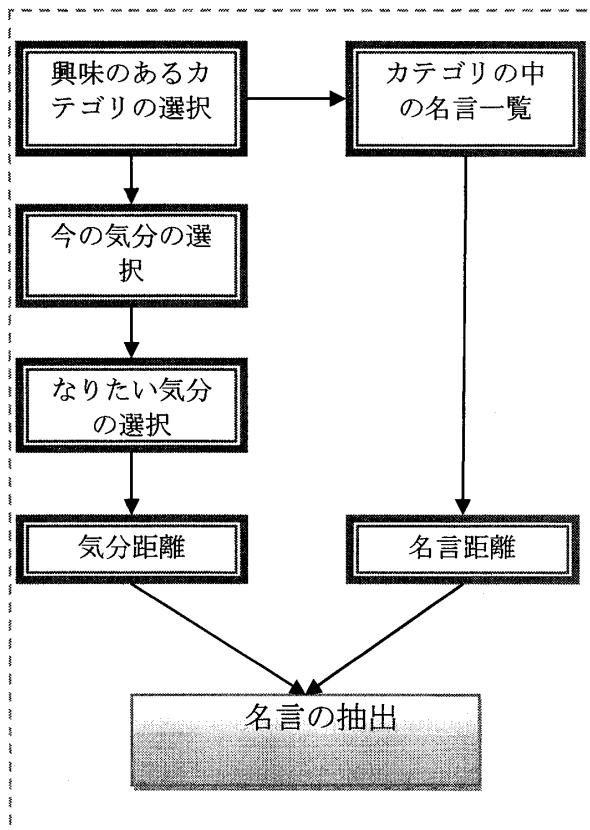 興味のあるカ
テゴリの選択
カテゴリの中
の名言一覧
今の気分の選
択
なりたい気分
の選択
気分距離
名言距離
名言の抽出